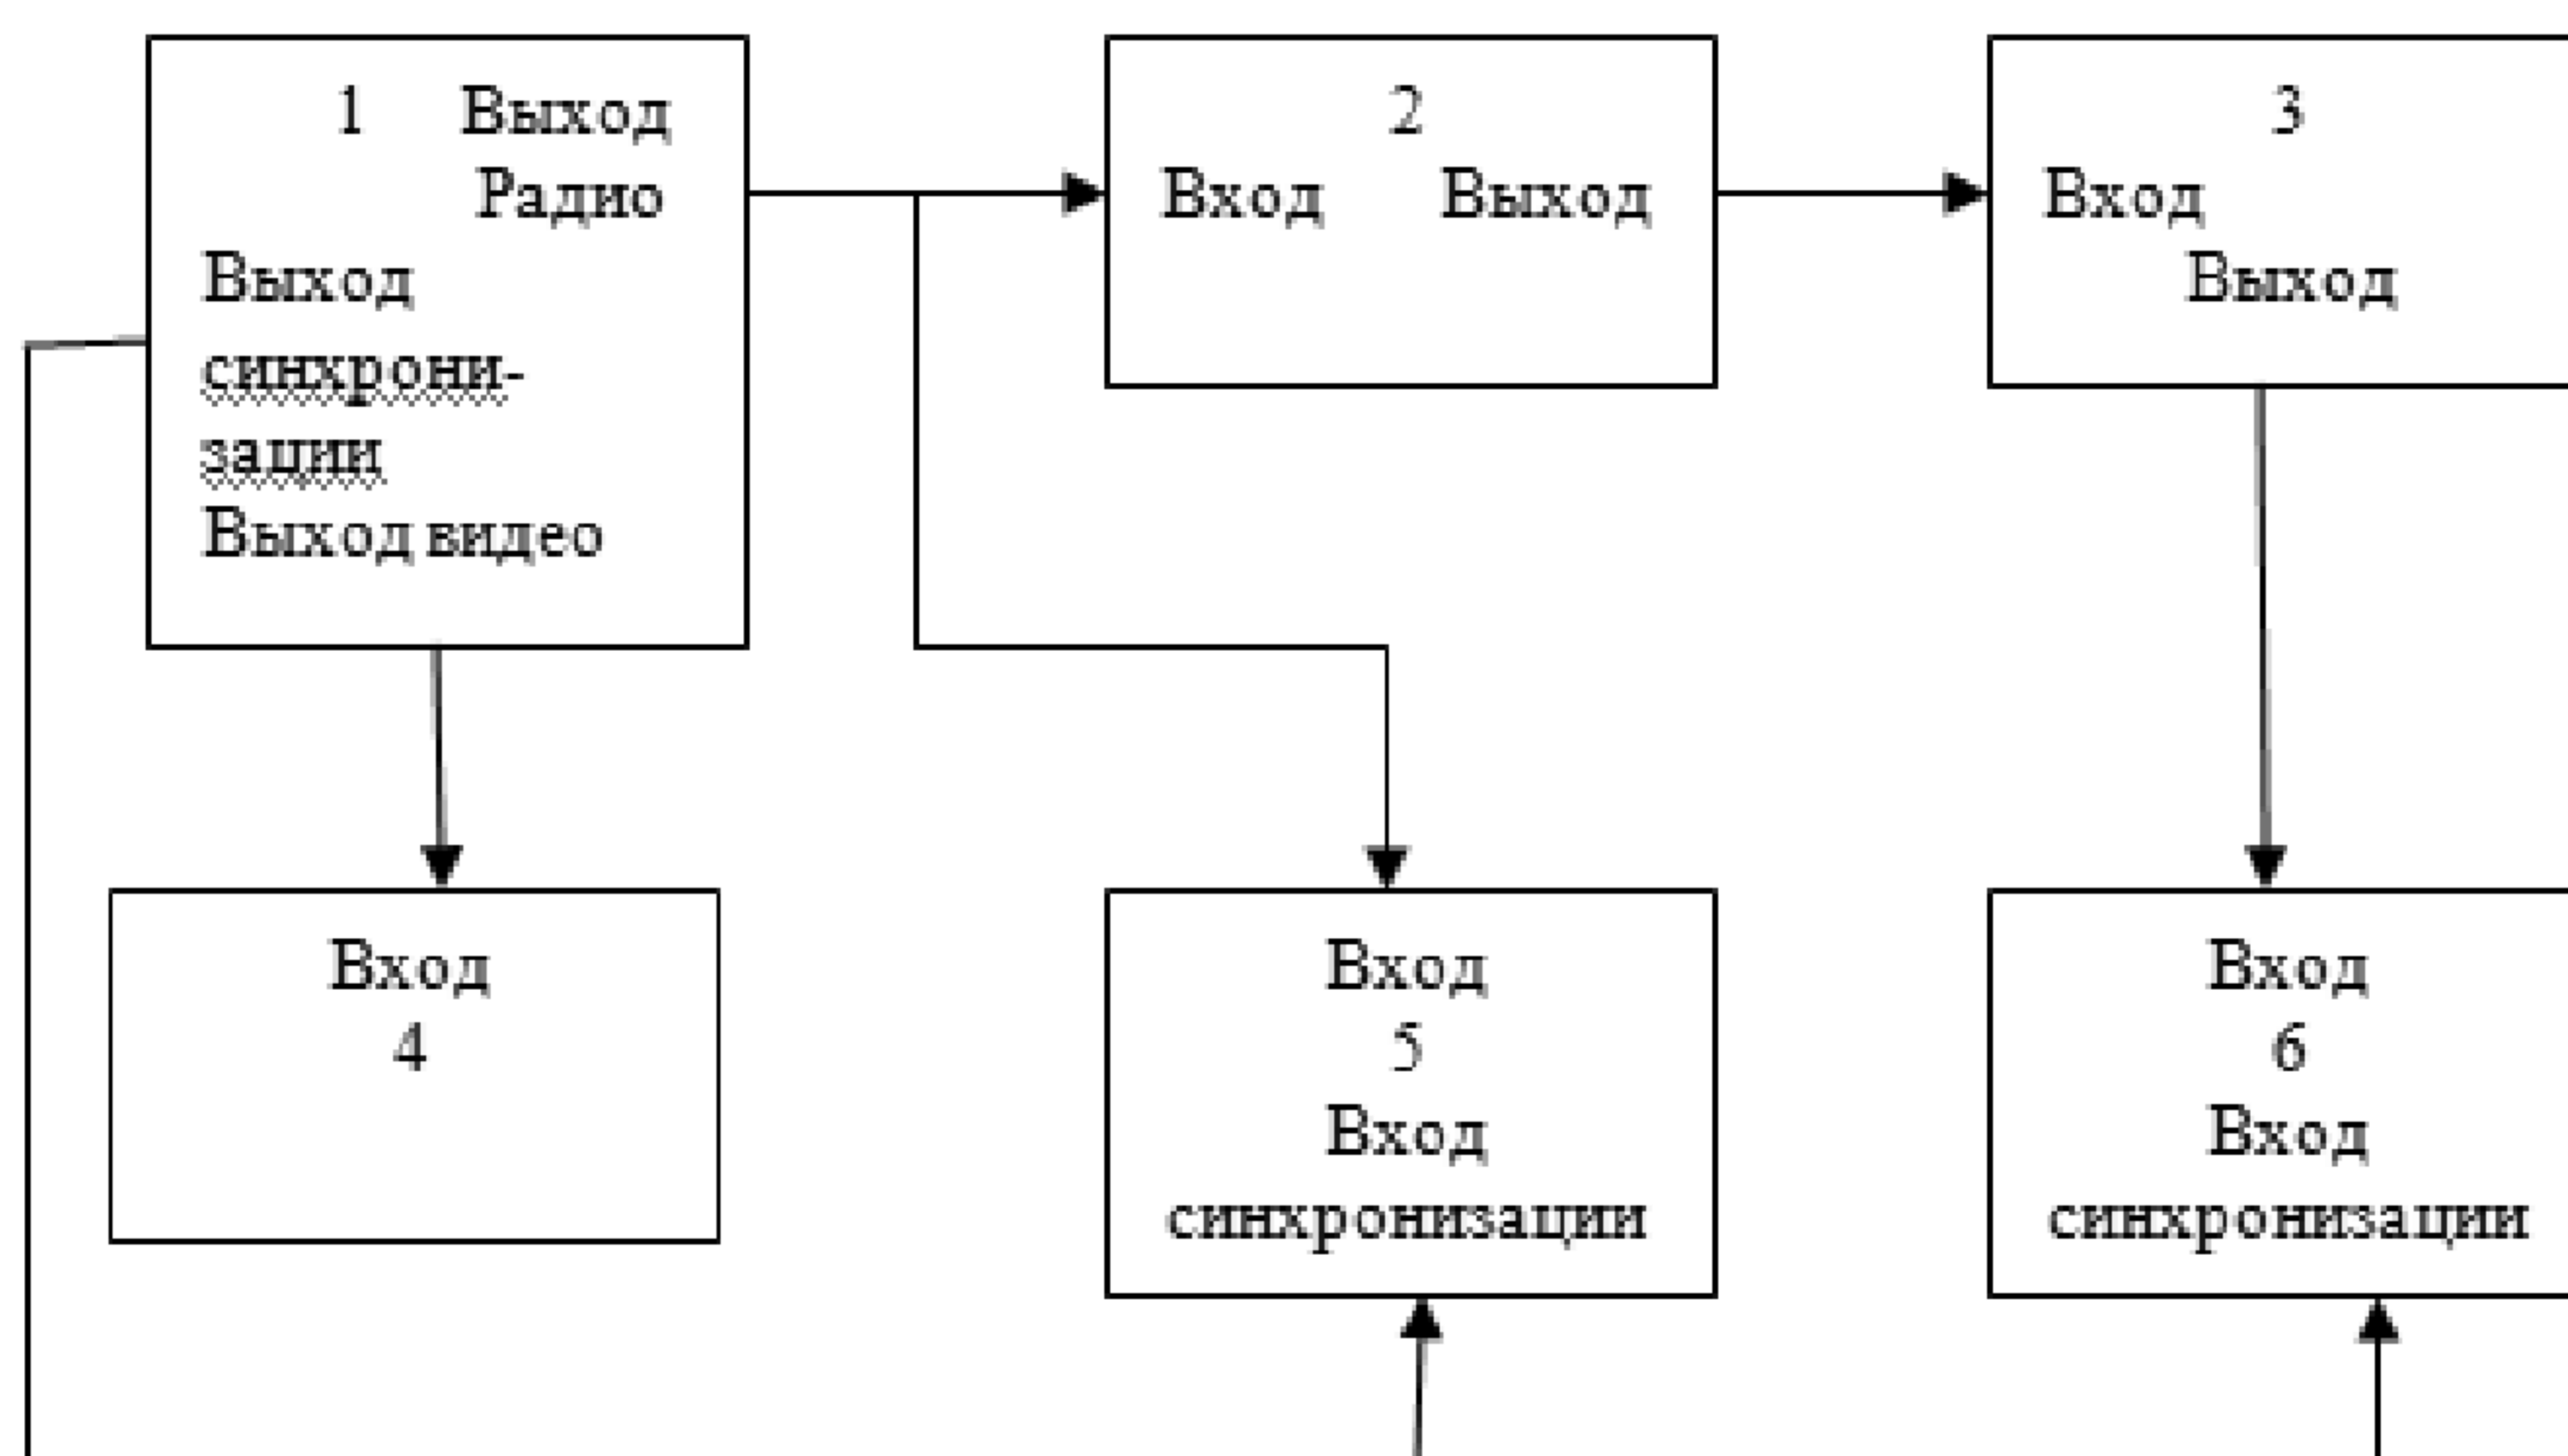 1 Выход
Радио
Выход
синхрони-
зации
Выход видео
2
Вход Выход
3
Вход
Выход
Вход
4
Вход
5
Вход
синхронизации
Вход
6
Вход
синхронизации